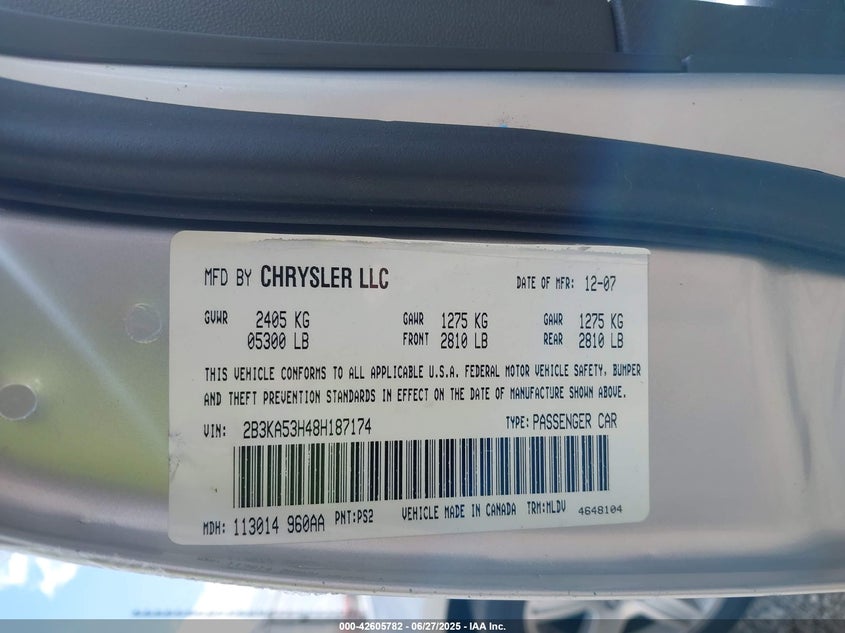 MFD BY CHRYSLER LLC DATE OF MFR: 12-07
GVWR 2405 KG GAWR 1275 KG GAWR 1275 KG
05300 LB FRONT 2810 LB REAR 2810 LB
THIS VEHICLE CONFORMS TO ALL APPLICABLE U.S.A. FEDERAL MOTOR VEHICLE SAFETY, BUMPER
AND THEFT PREVENTION STANDARDS IN EFFECT ON THE DATE OF MANUFACTURE SHOWN ABOVE.
VIN: 2B3KA53H48H187174 TYPE: PASSENGER CAR
MDH: 113014 960AA PNT:PS2 VEHICLE MADE IN CANADA TRM:MLDV 4648104
000-42605782 - 06/27/2025 - IAA Inc.